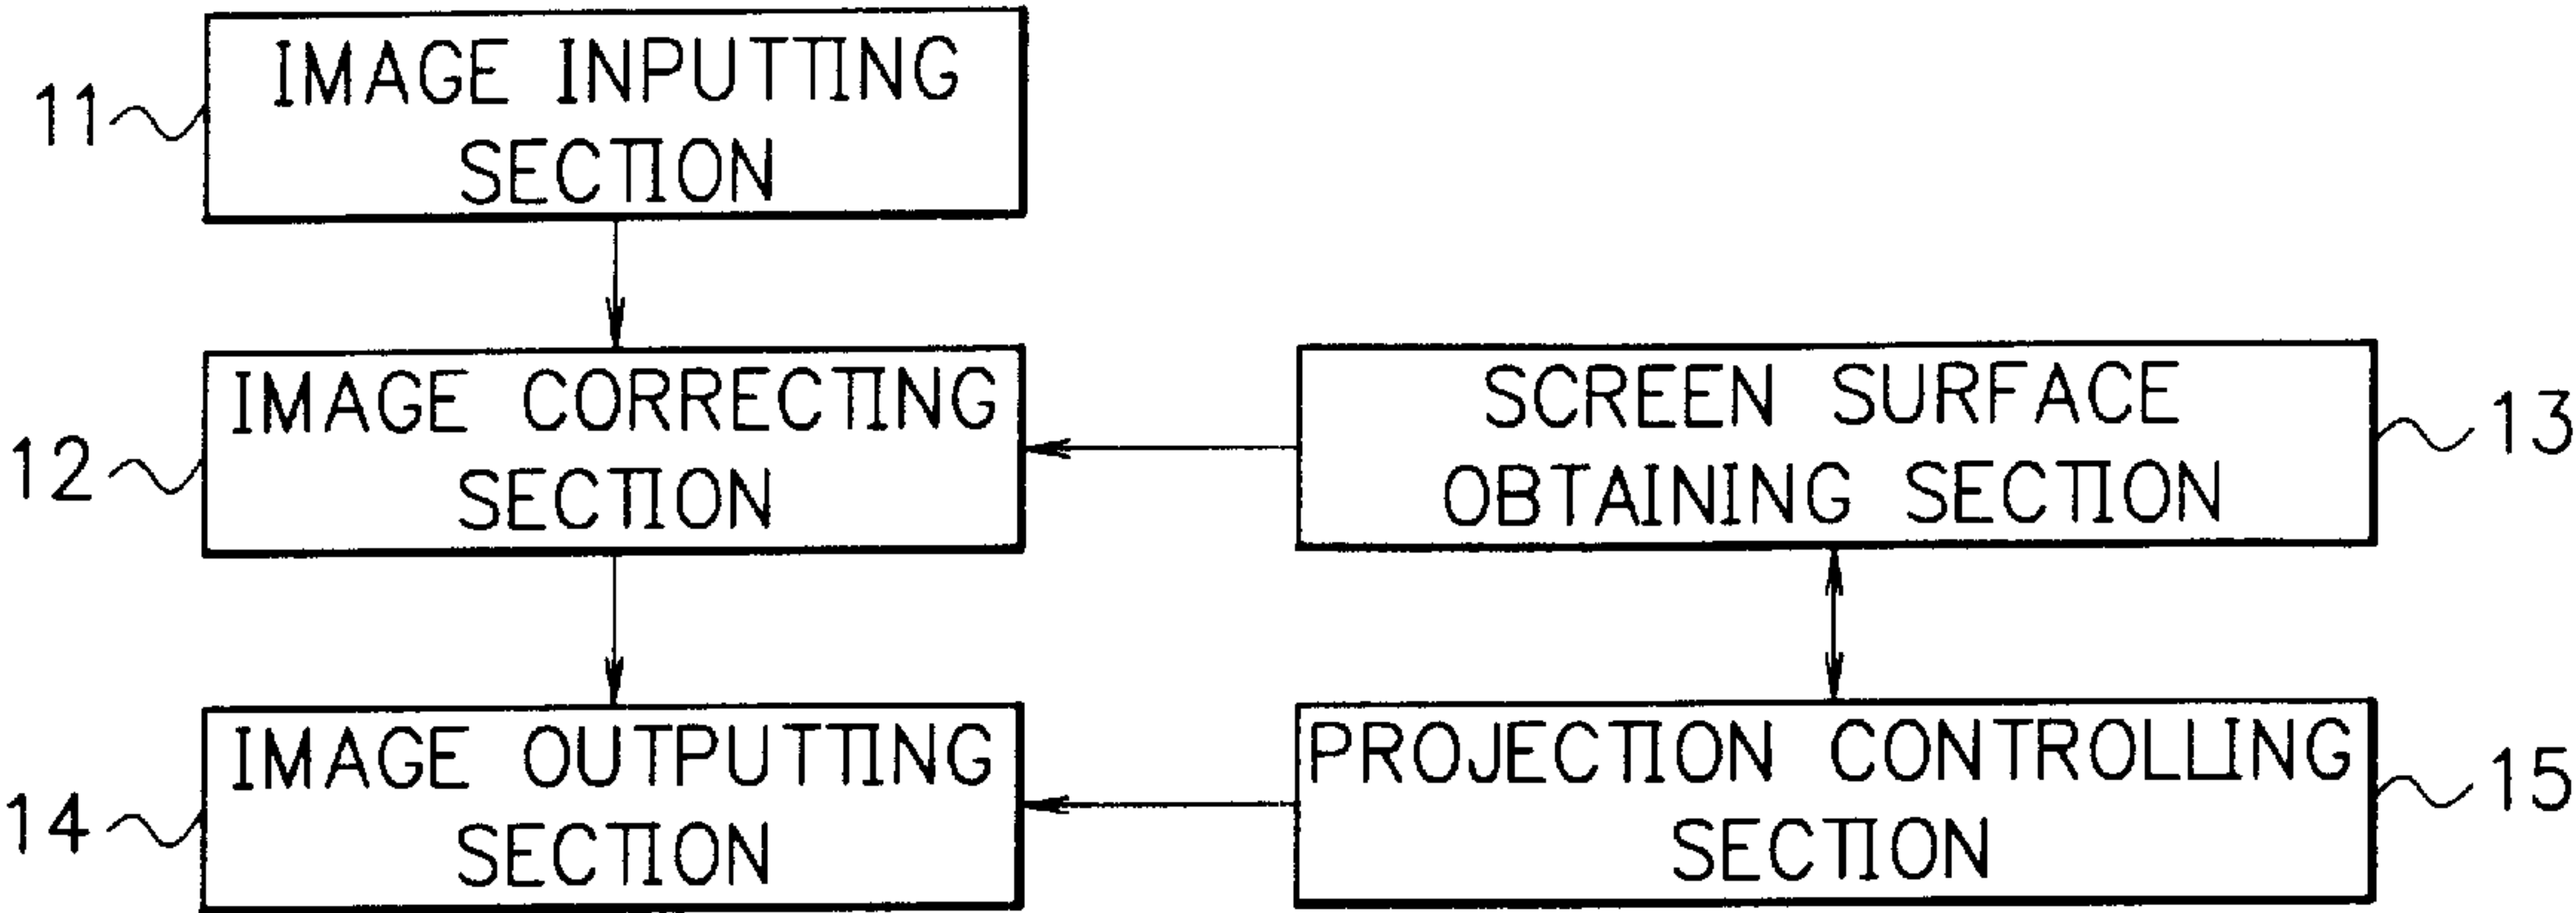 11
IMAGE INPUTTING
SECTION
12
IMAGE CORRECTING
SECTION
SCREEN SURFACE
OBTAINING SECTION
13
14
IMAGE OUTPUTTING
SECTION
PROJECTION CONTROLLING
SECTION
15